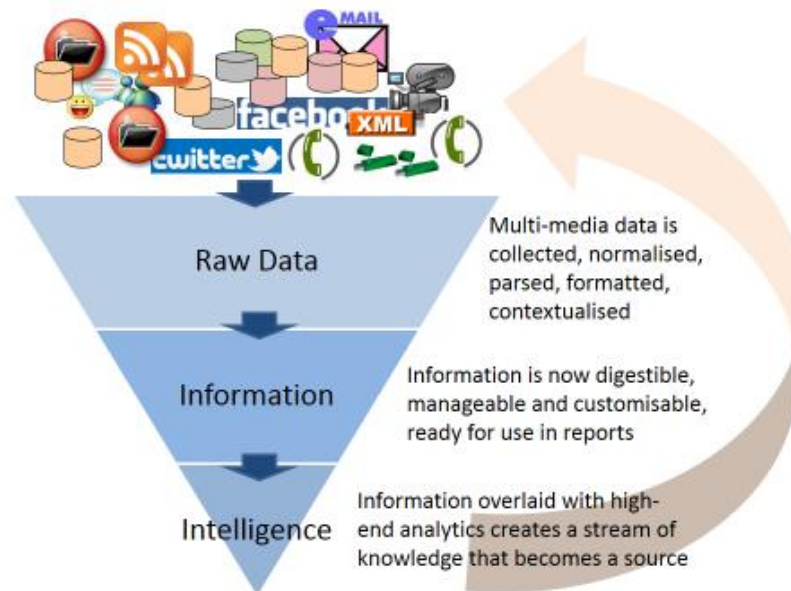 e MAIL
facebook
XML
twitter
Raw Data
Multi-media data is
collected, normalised,
parsed, formatted,
contextualised
Information
Information is now digestible,
manageable and customisable,
ready for use in reports
Intelligence
Information overlaid with high-
end analytics creates a stream of
knowledge that becomes a source